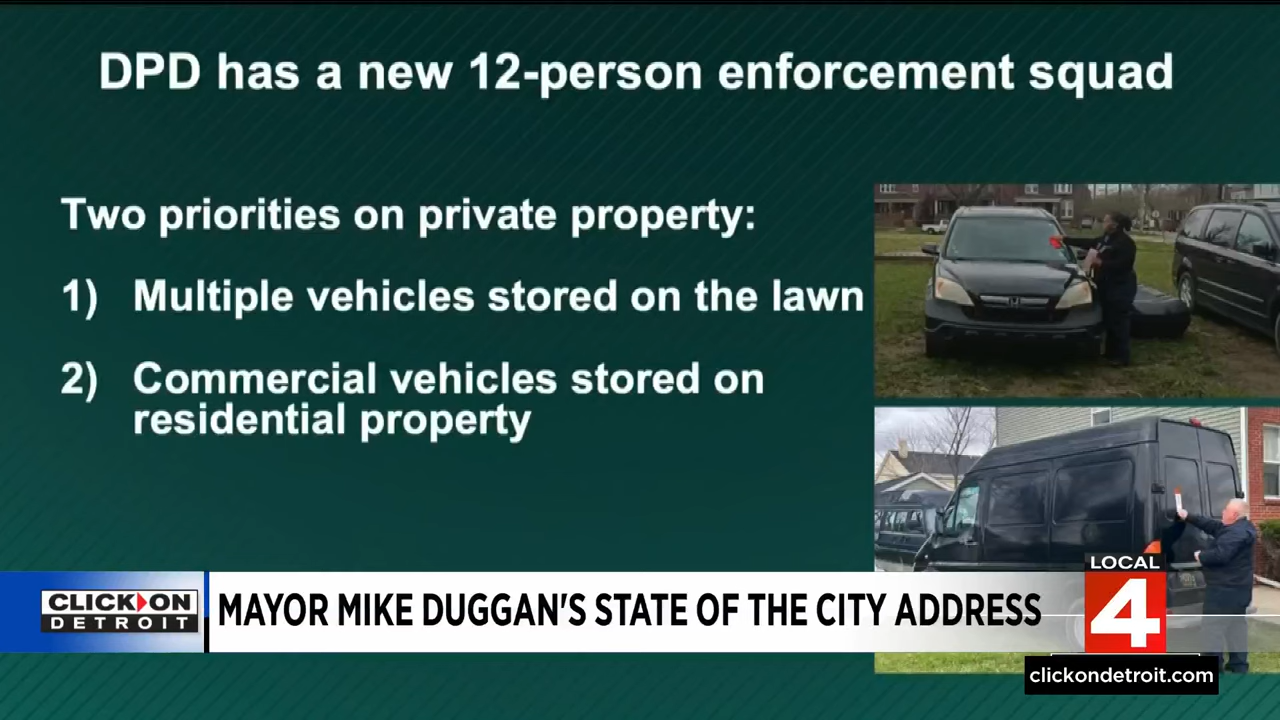 DPD has a new 12-person enforcement squad
Two priorities on private property:
1) Multiple vehicles stored on the lawn
2) Commercial vehicles stored on
residential property
CLICK ON
DETROIT
MAYOR MIKE DUGGAN'S STATE OF THE CITY ADDRESS
LOCAL
4
clickondetroit.com